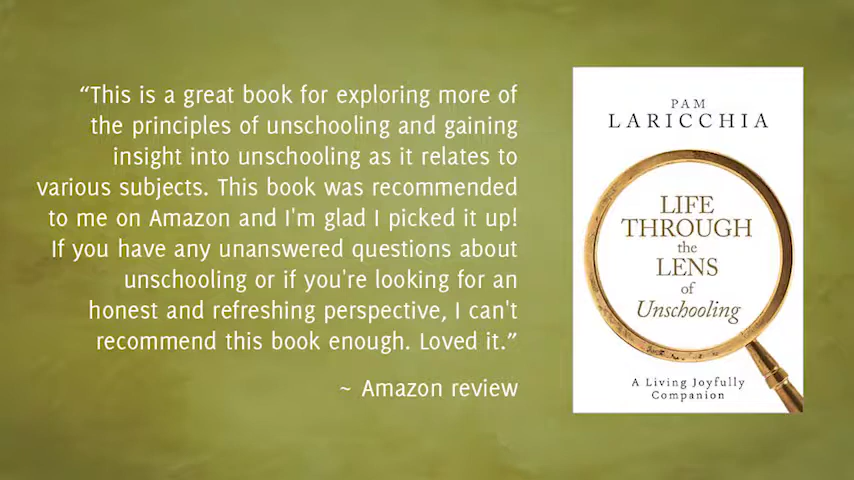 “This is a great book for exploring more of
the principles of unschooling and gaining
insight into unschooling as it relates to
various subjects. This book was recommended
to me on Amazon and I'm glad I picked it up!
If you have any unanswered questions about
unschooling or if you're looking for an
honest and refreshing perspective, I can't
recommend this book enough. Loved it.”
~ Amazon review
PAM
LARICCHIA
LIFE
THROUGH
the
LENS
of
Unschooling
A Living Joyfully
Companion